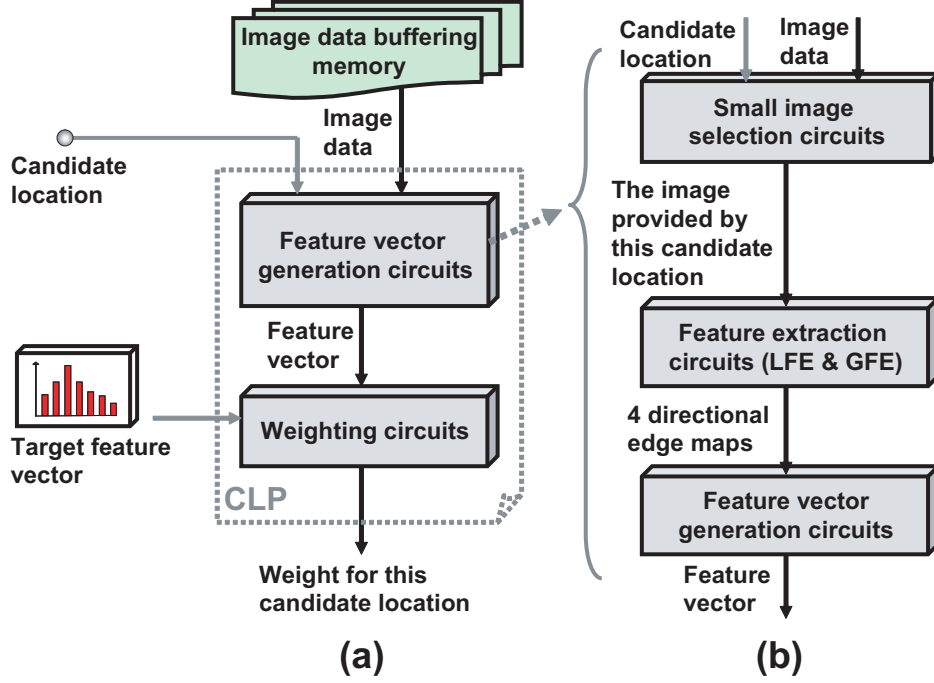 Image data buffering
memory
Image
data
Candidate
location
Feature vector
generation circuits
Feature
vector
Target feature
vector
Weighting circuits
CLP
Weight for this
candidate location
(a)
Candidate
location
Image
data
Small image
selection circuits
The image
provided by
this candidate
location
Feature extraction
circuits (LFE & GFE)
4 directional
edge maps
Feature vector
generation circuits
Feature
vector
(b)